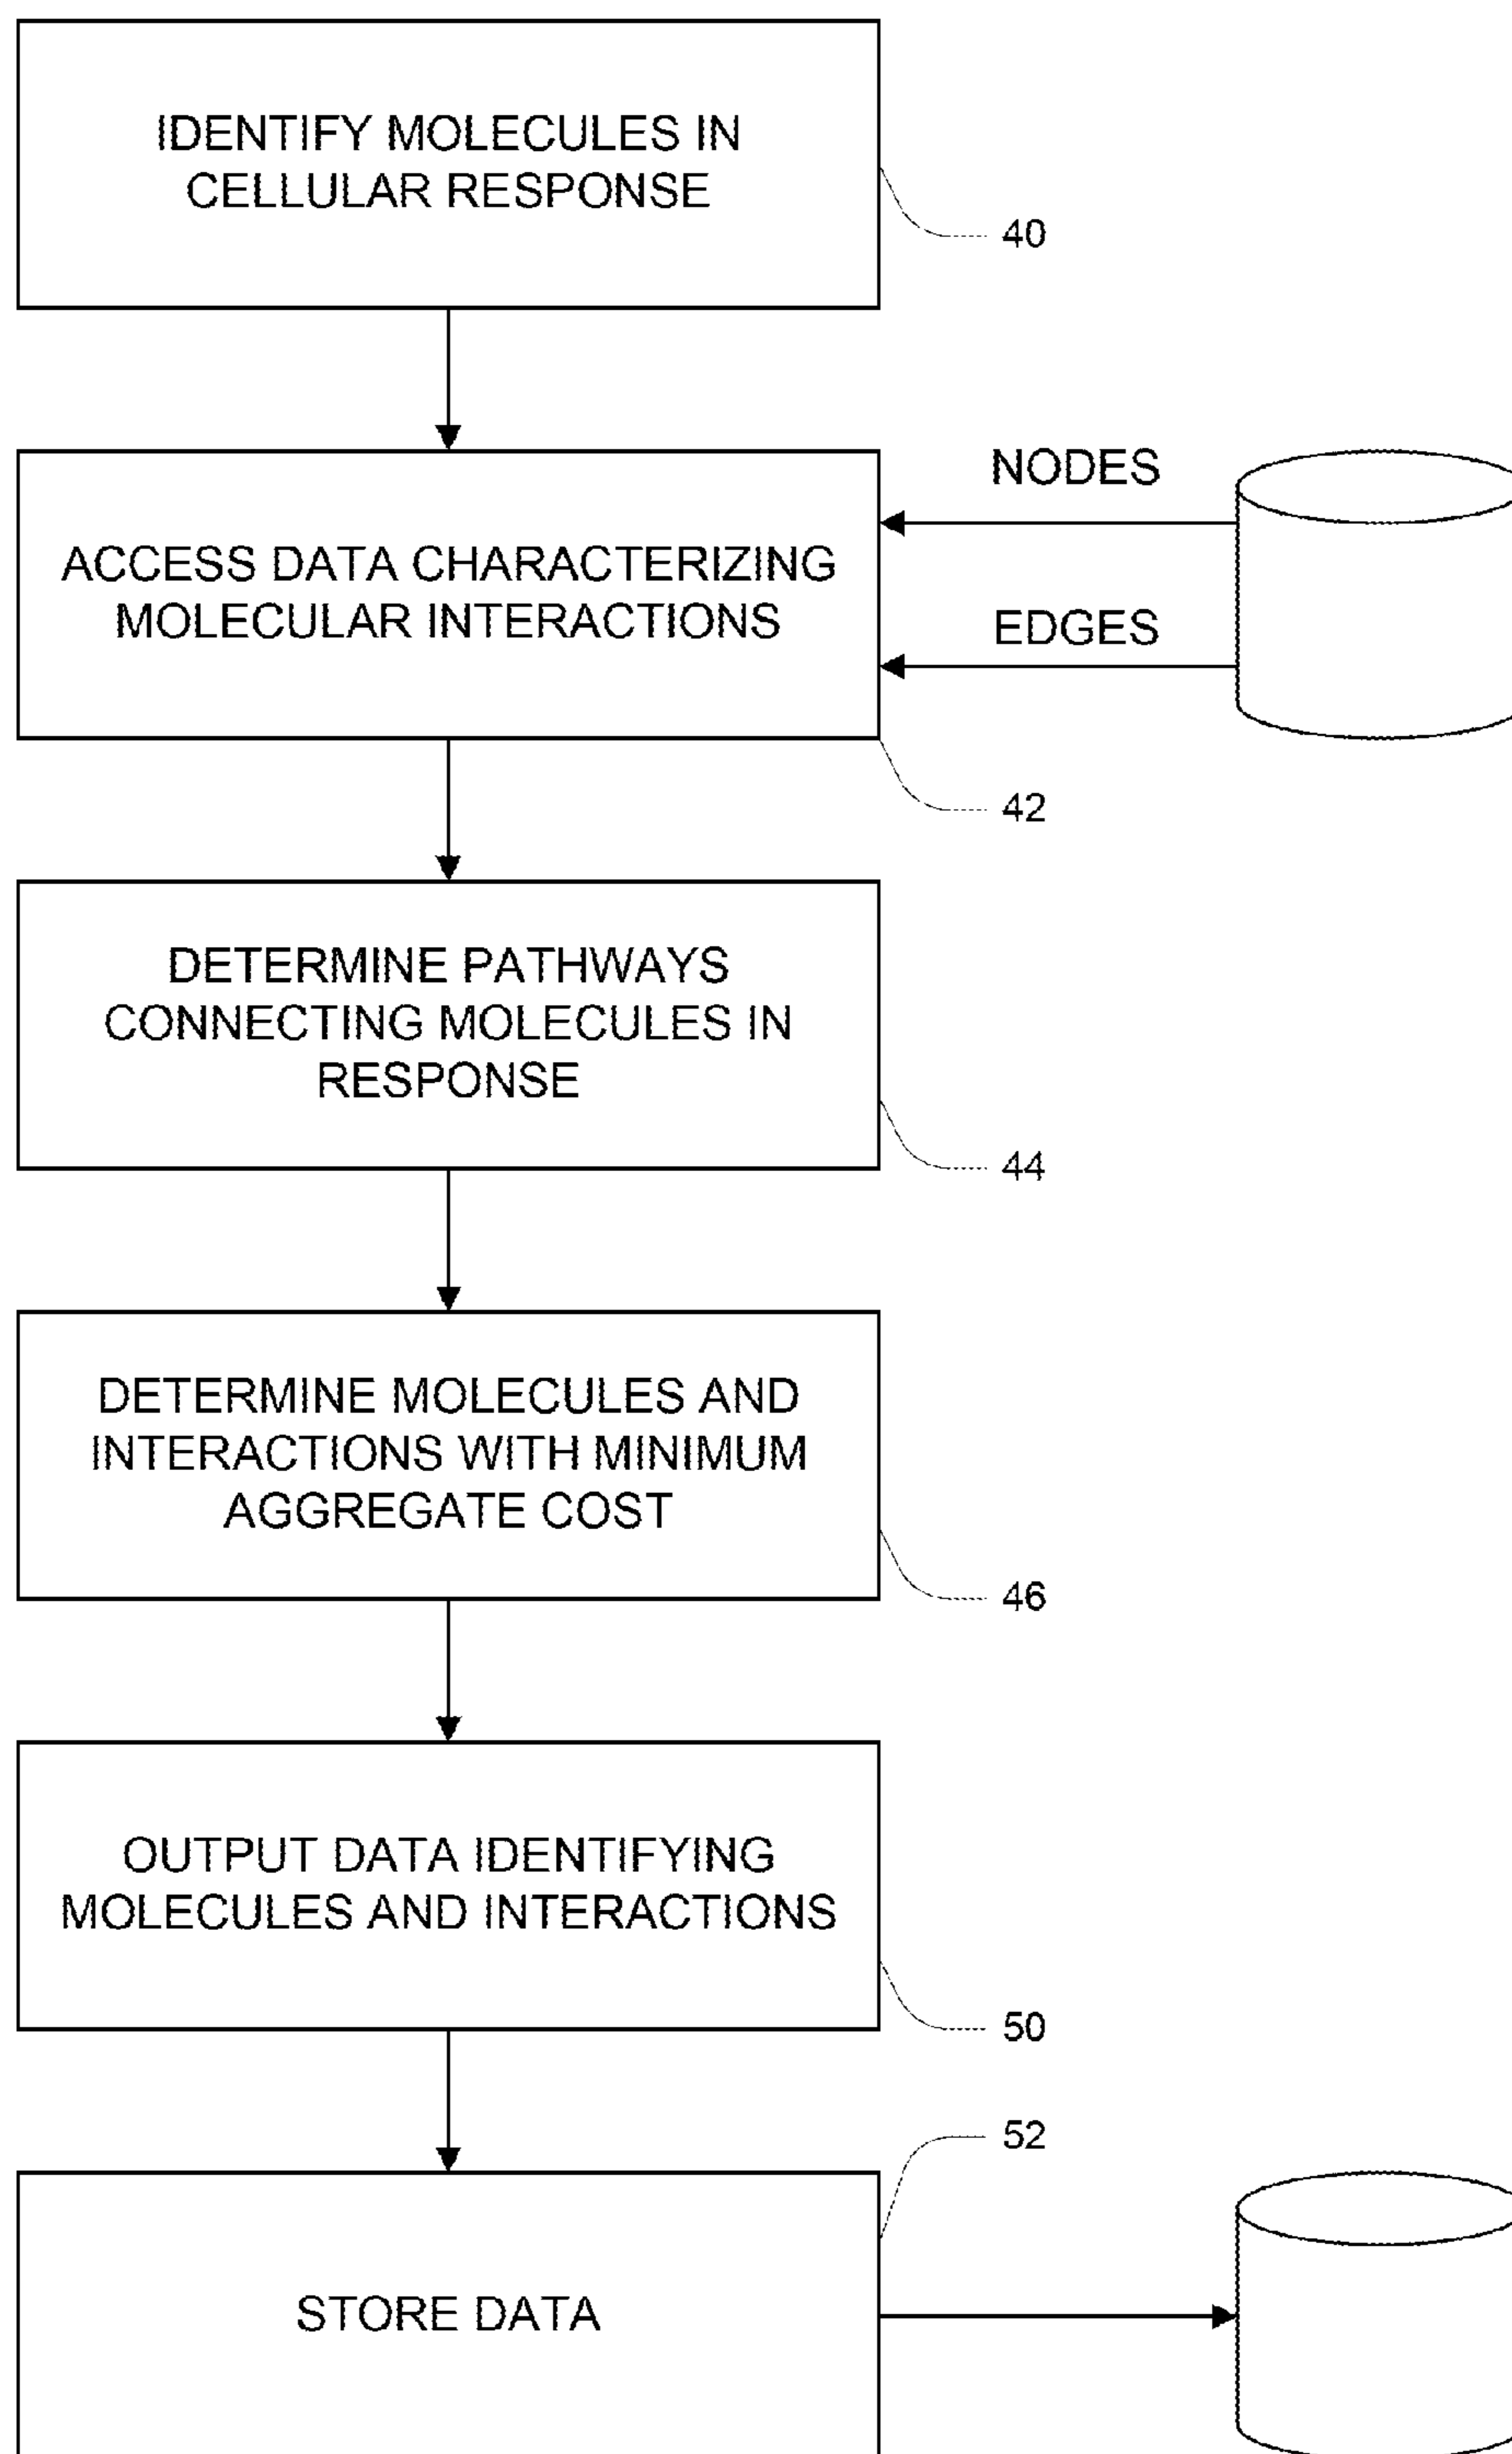 IDENTIFY MOLECULES IN
CELLULAR RESPONSE
40
NODES
ACCESS DATA CHARACTERIZING
MOLECULAR INTERACTIONS
EDGES
42
DETERMINE PATHWAYS
CONNECTING MOLECULES IN
RESPONSE
44
DETERMINE MOLECULES AND
INTERACTIONS WITH MINIMUM
AGGREGATE COST
46
OUTPUT DATA IDENTIFYING
MOLECULES AND INTERACTIONS
50
52
STORE DATA